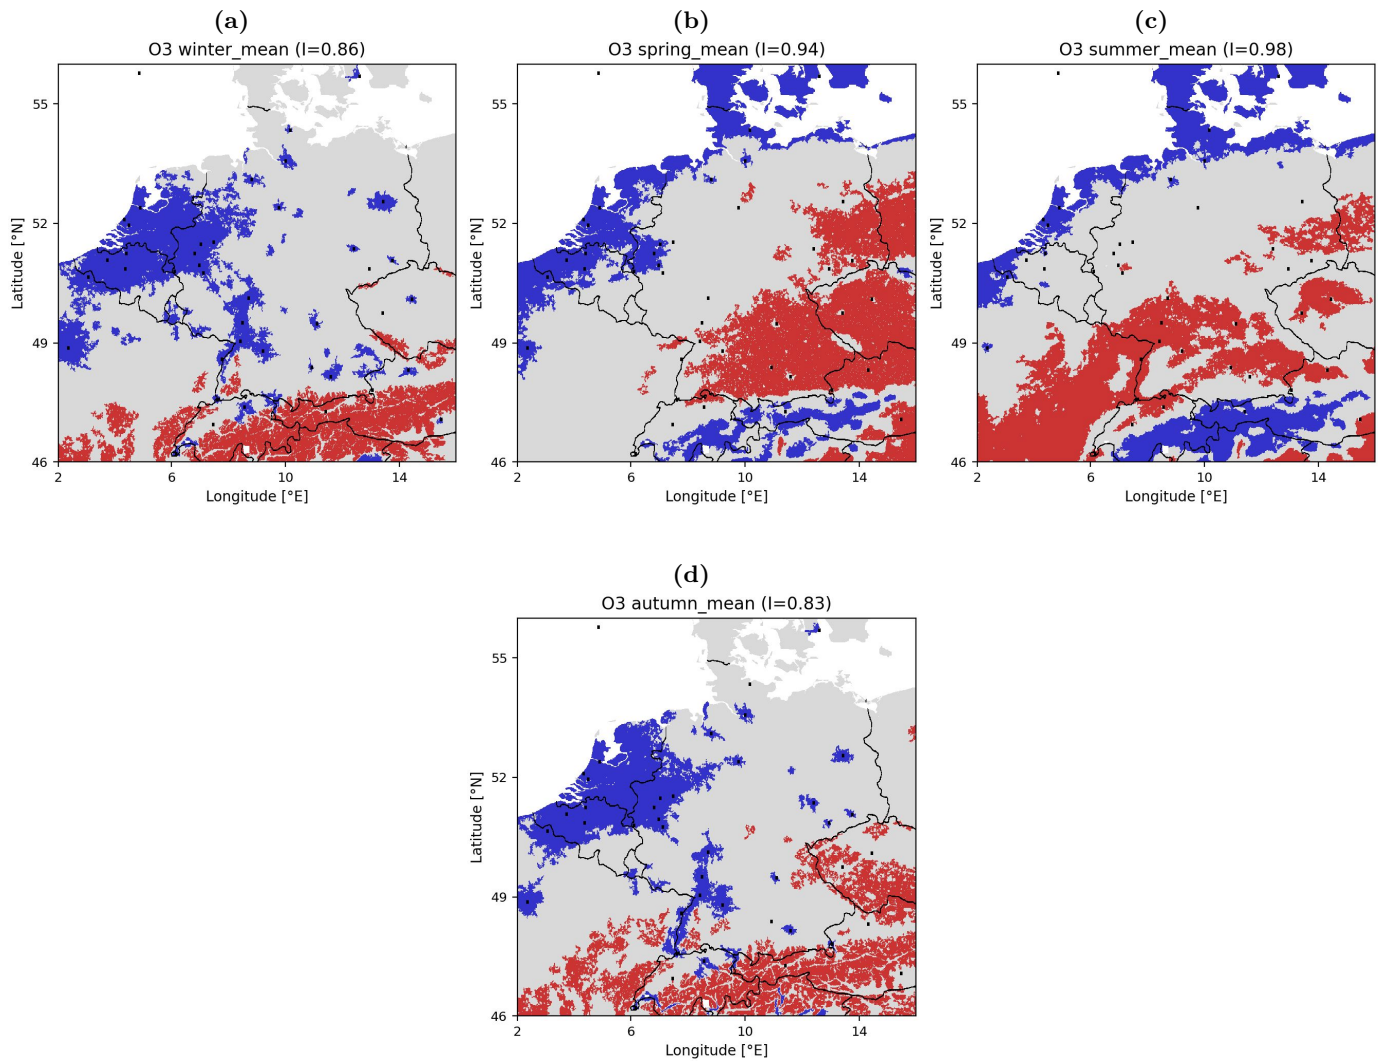 (a)
O3 winter_mean (I=0.86)
55
52
49
46
2
6
10
14
Latitude [°N]
Longitude [°E]
(b)
O3 spring_mean (I=0.94)
55
52
49
46
2
6
10
14
Latitude [°N]
Longitude [°E]
(c)
O3 summer_mean (I=0.98)
55
52
49
46
2
6
10
14
Latitude [°N]
Longitude [°E]
(d)
O3 autumn_mean (I=0.83)
55
52
49
46
2
6
10
14
Latitude [°N]
Longitude [°E]